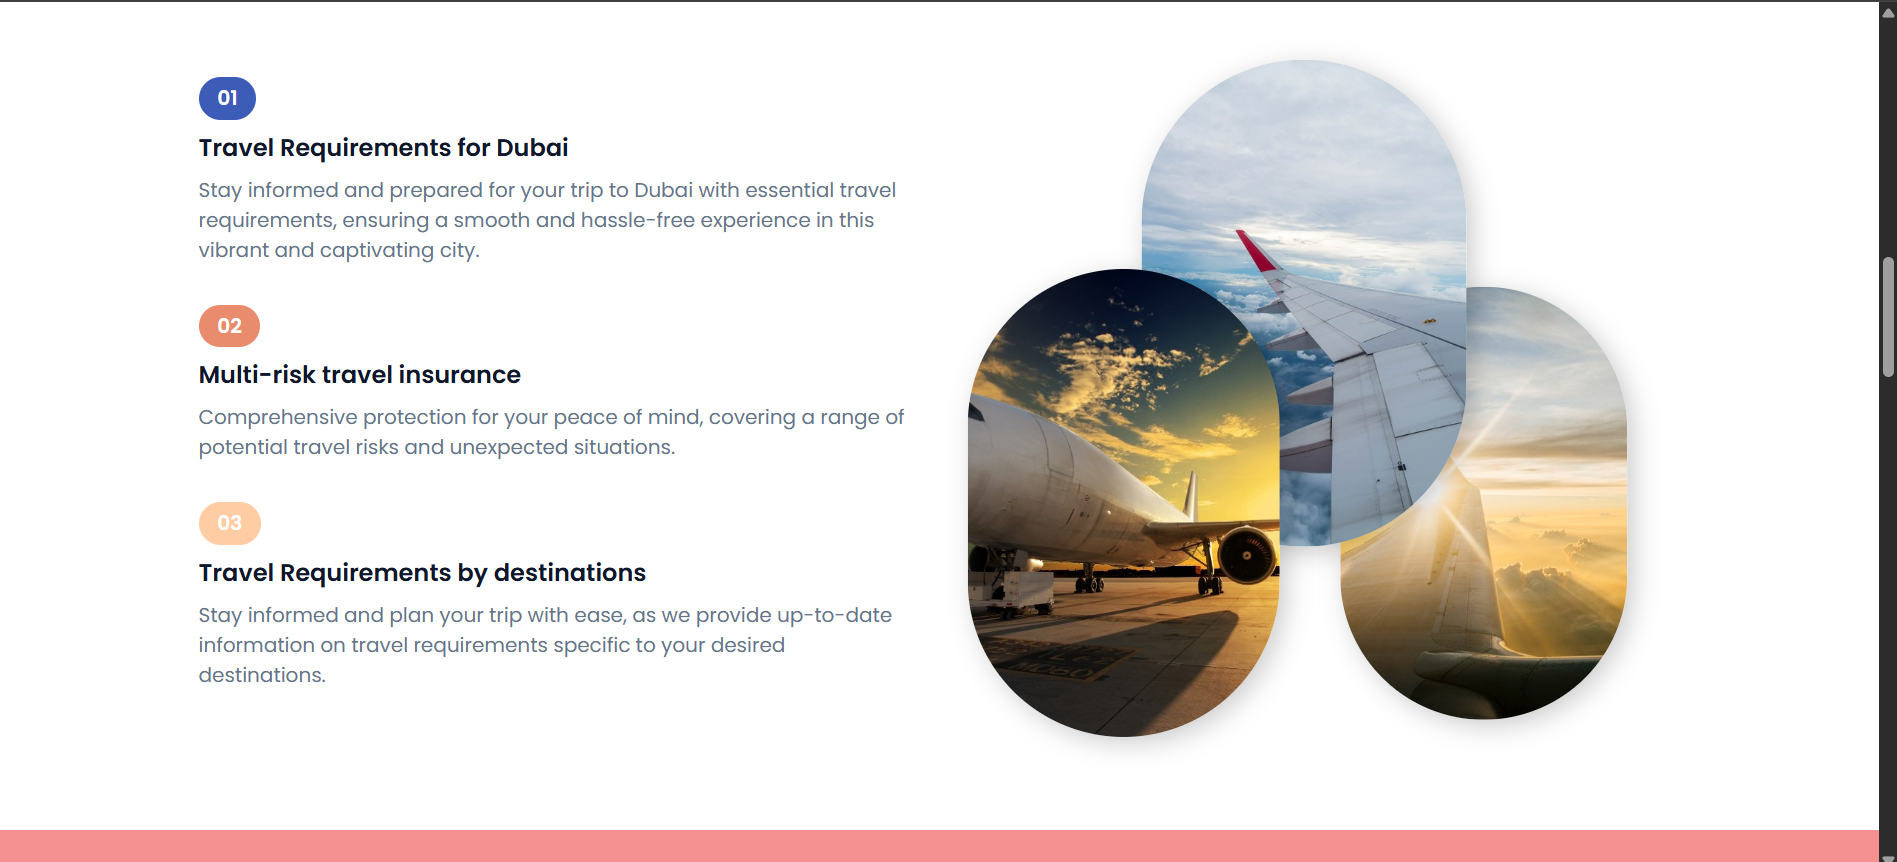 01
Travel Requirements for Dubai
Stay informed and prepared for your trip to Dubai with essential travel
requirements, ensuring a smooth and hassle-free experience in this
vibrant and captivating city.
02
Multi-risk travel insurance
Comprehensive protection for your peace of mind, covering a range of
potential travel risks and unexpected situations.
03
Travel Requirements by destinations
Stay informed and plan your trip with ease, as we provide up-to-date
information on travel requirements specific to your desired
destinations.